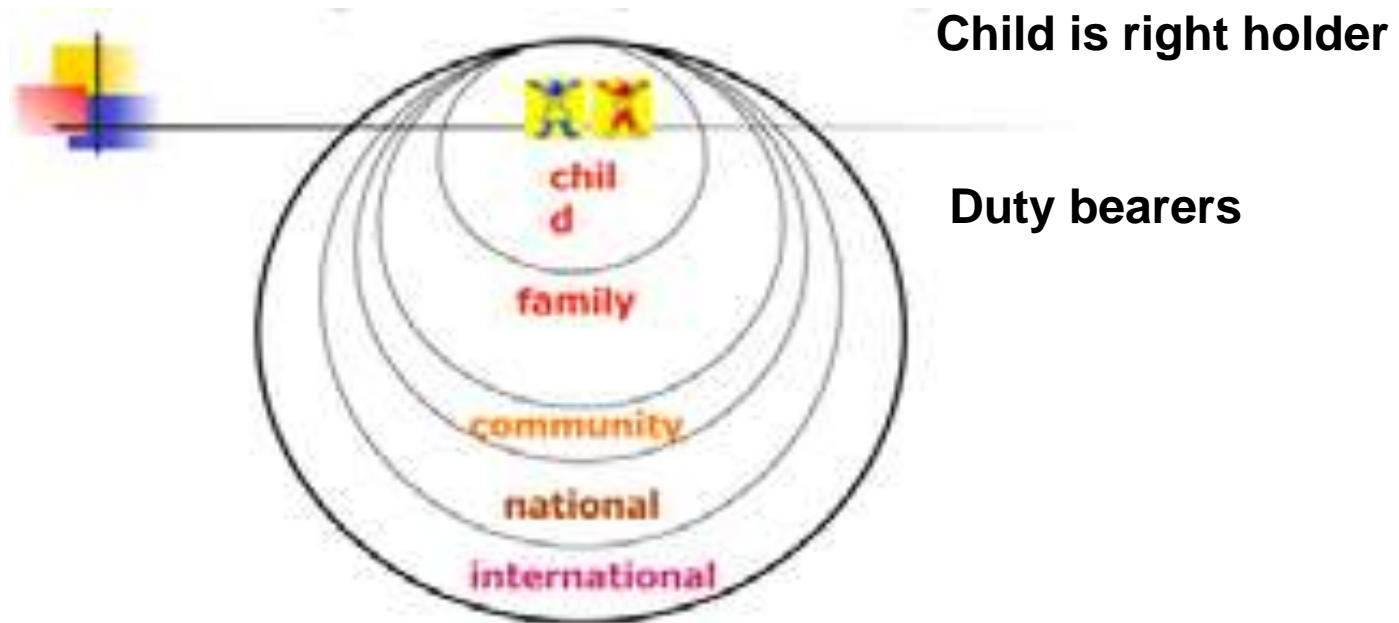 Child is right holder
chil
d
Duty bearers
family
community
national
international